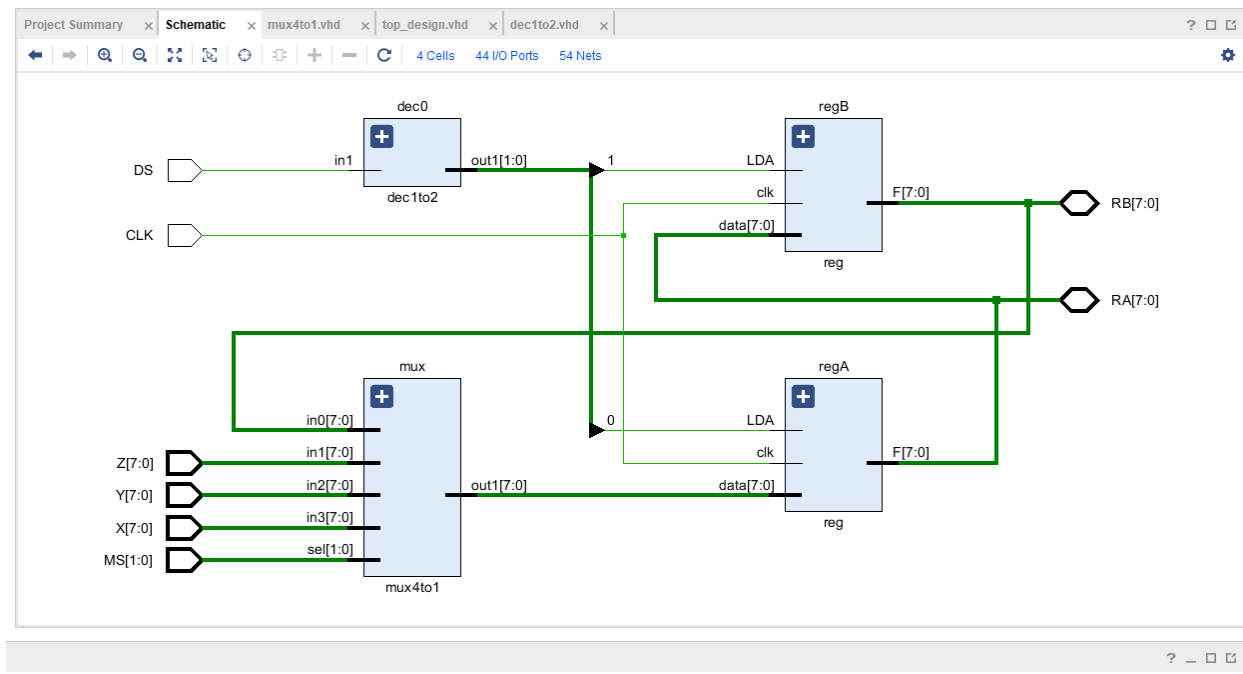 Project Summary × Schematic × mux4to1.vhd × top_design.vhd × dec1to2.vhd × ?
4 Cells 44 I/O Ports 54 Nets
dec0 regB
DS in1 out1[1:0] 1 LDA
dec1to2 clk F[7:0] RB[7:0]
CLK data[7:0]
reg
RA[7:0]
mux regA
in0[7:0] 0 LDA
Z[7:0] in1[7:0] clk F[7:0]
Y[7:0] in2[7:0] out1[7:0] data[7:0]
X[7:0] in3[7:0] reg
MS[1:0] sel[1:0]
mux4to1
?